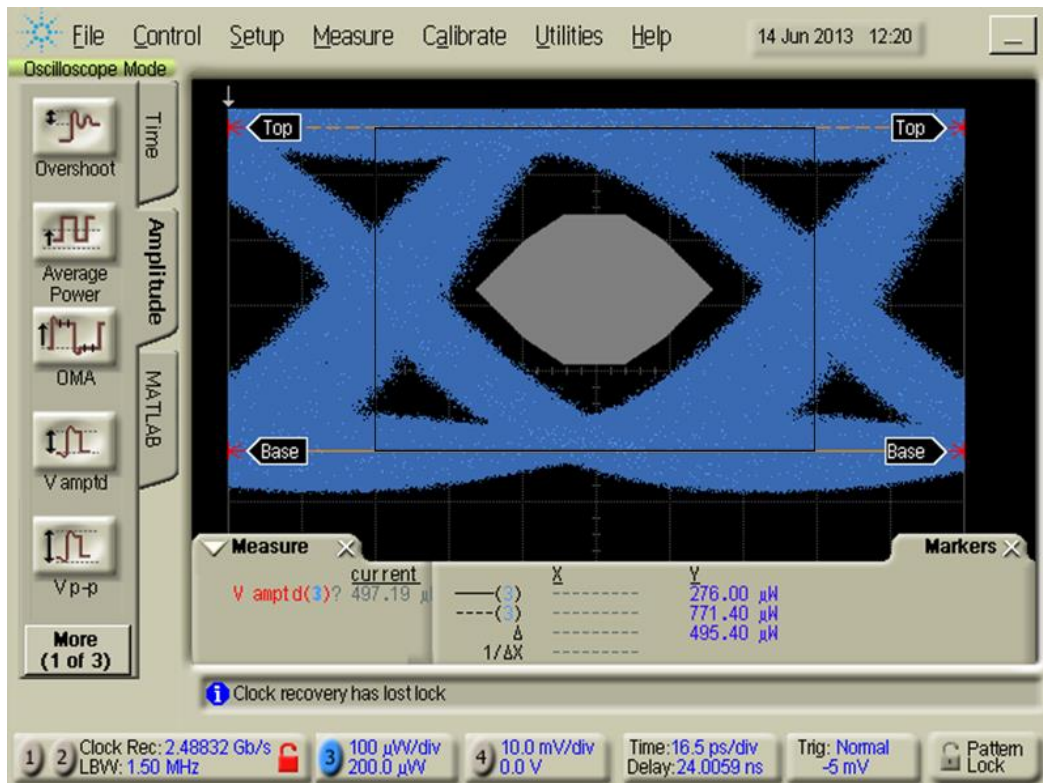 File Control Setup Measure Calibrate Utilities Help 14 Jun 2013 12:20
Oscilloscope Mode
Overshoot
Average
Power
OMA
V amptd
V p-p
More
(1 of 3)
Time
Amplitude
MATLAB
Top Top
Base Base
Measure
current
V amptd(3)? 497.19 µ
Markers
X Y
(3) --------- 276.00 µW
----(3) --------- 771.40 µW
Δ --------- 495.40 µW
1/ΔX ---------
Clock recovery has lost lock
1 2 Clock Rec: 2.48832 Gb/s
LBW: 1.50 MHz
3 100 µW/div
200.0 µW
4 10.0 mV/div
0.0 V
Time:16.5 ps/div
Delay:24.0059 ns
Trig: Normal
-5 mV
Pattern
Lock